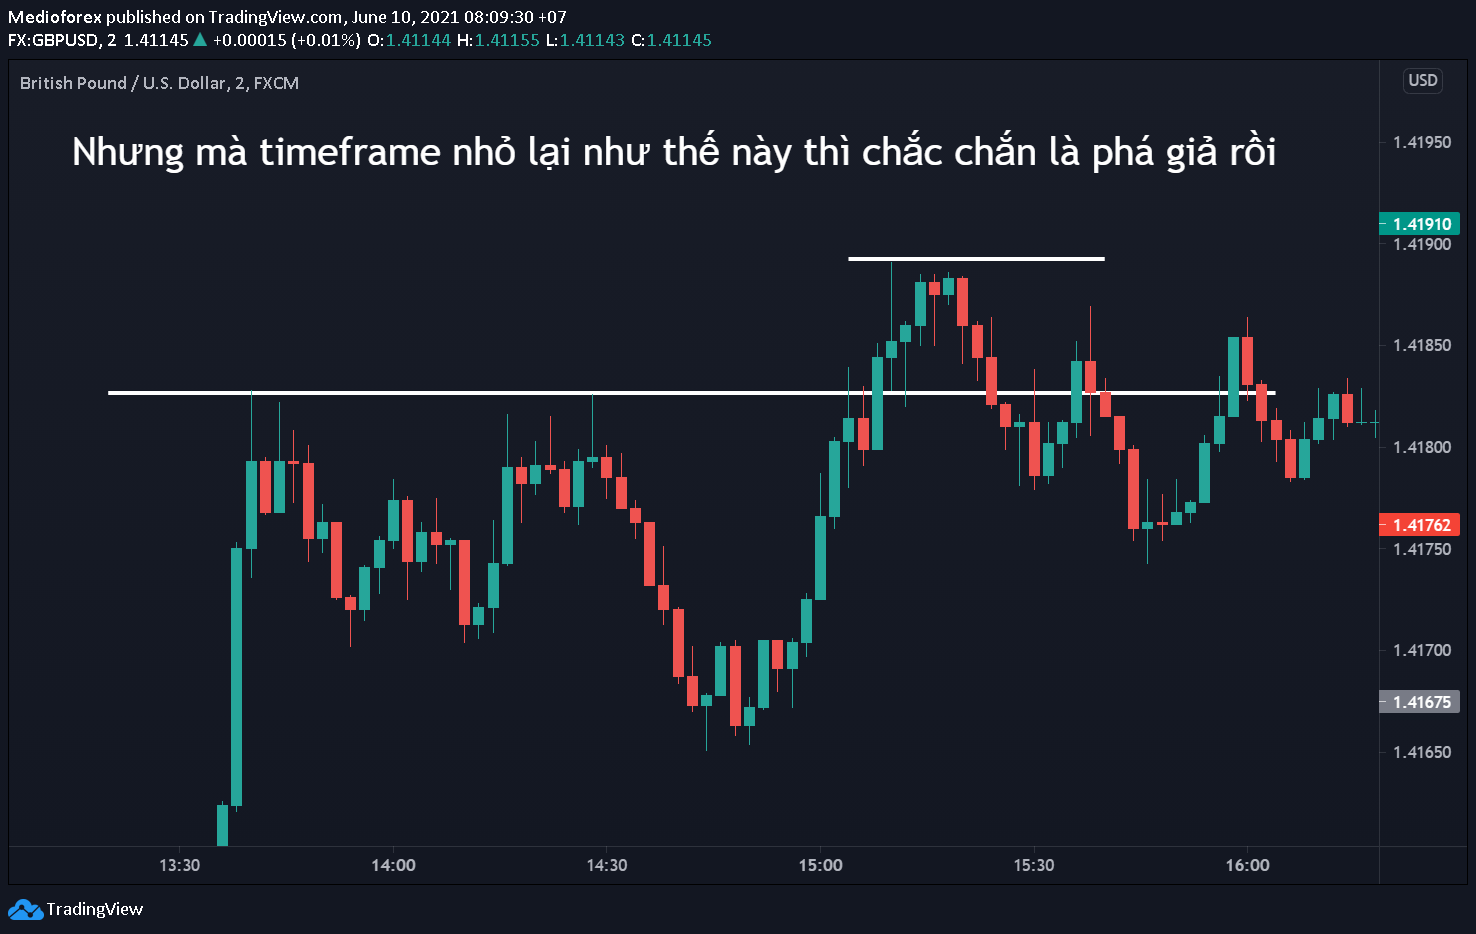 Medioforex published on TradingView.com, June 10, 2021 08:09:30 +07
FX:GBPUSD, 2 1.41145 ▲ +0.00015 (+0.01%) O:1.41144 H:1.41155 L:1.41143 C:1.41145
British Pound / U.S. Dollar, 2, FXCM
USD
Nhưng mà timeframe nhỏ lại như thế này thì chắc chắn là phá giả rồi
1.41950
1.41910
1.41900
1.41850
1.41800
1.41762
1.41750
1.41700
1.41675
1.41650
13:30 14:00 14:30 15:00 15:30 16:00
TradingView